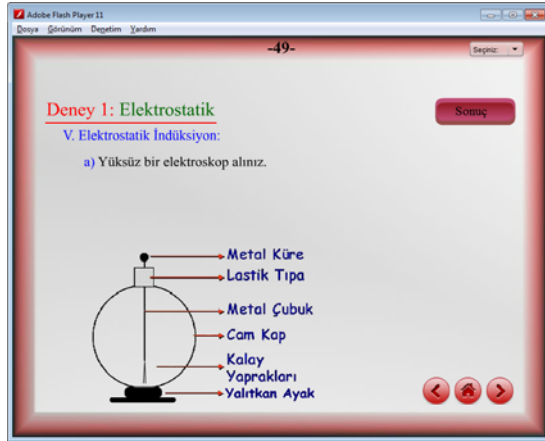 Adobe Flash Player 11
Dosya Görünüm Denetim Yardım
-49-
Seçiniz:
Deney 1: Elektrostatik
Sonuç
V. Elektrostatik İndüksiyon:
a) Yüksüz bir elektroskop alınız.
Metal Küre
Lastik Tıpa
Metal Çubuk
Cam Kap
Kalay
Yaprakları
Yalıtkan Ayak